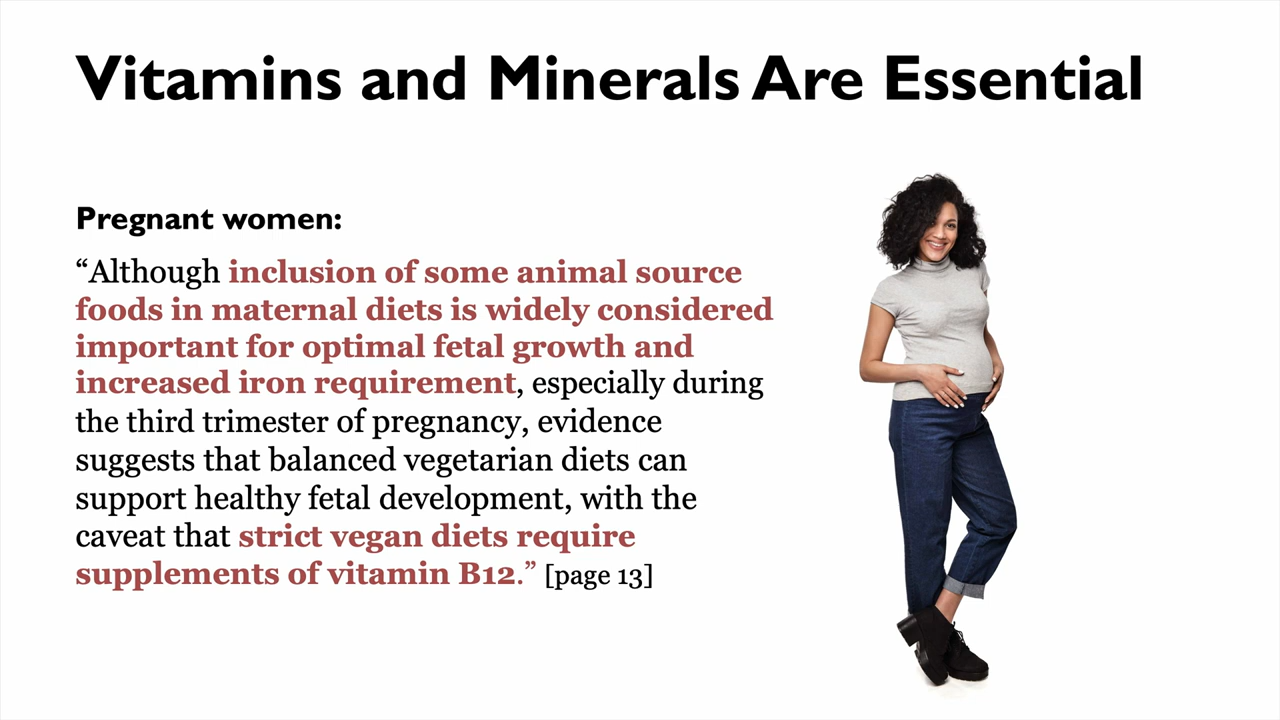 Vitamins and Minerals Are Essential
Pregnant women:
“Although inclusion of some animal source
foods in maternal diets is widely considered
important for optimal fetal growth and
increased iron requirement, especially during
the third trimester of pregnancy, evidence
suggests that balanced vegetarian diets can
support healthy fetal development, with the
caveat that strict vegan diets require
supplements of vitamin B12.” [page 13]